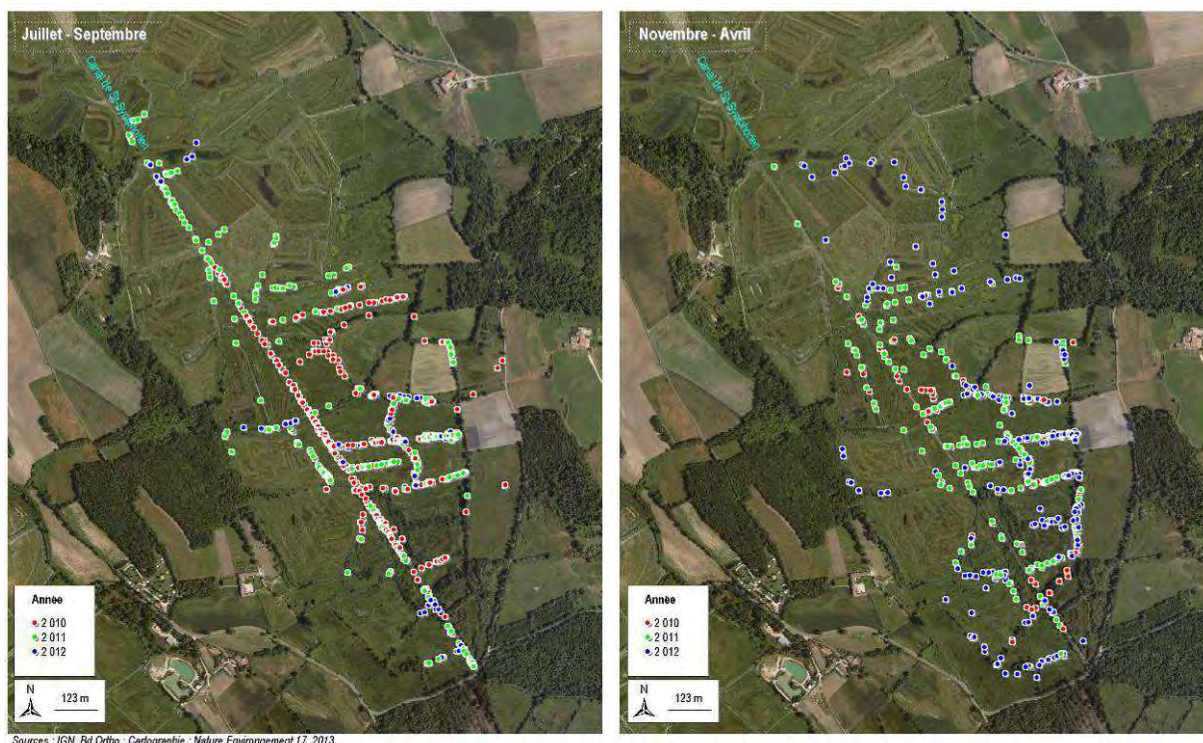 Juillet - Septembre
Canal de St-Symphorien
Année
2 010
2 011
2 012
N
123 m
Novembre - Avril
Canal de St-Symphorien
Année
2 010
2 011
2 012
N
123 m
Sources : IGN, Bd Ortho ; Cartographie : Nature Environnement 17, 2013